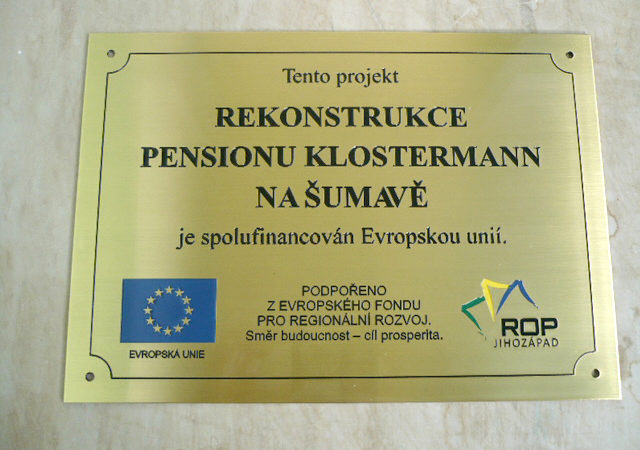 Tento projekt
REKONSTRUKCE
PENSIONU KLOSTERMANN
NA ŠUMAVĚ
je spolufinancován Evropskou unií.
EVROPSKÁ UNIE
PODPOŘENO
Z EVROPSKÉHO FONDU
PRO REGIONÁLNÍ ROZVOJ.
Směr budoucnost – cíl prosperita.
ROP
JIHOZÁPAD